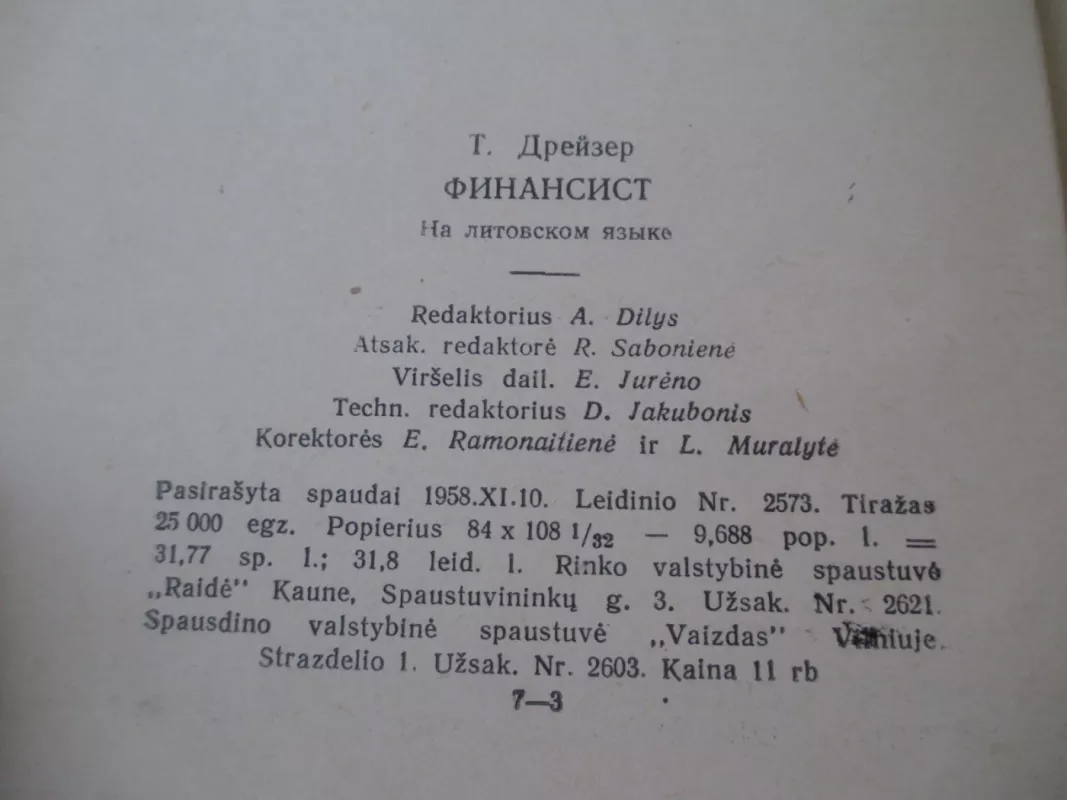 Т. Дрейзер
ФИНАНСИСТ
На литовском языке
Redaktorius A. Dilys
Atsak. redaktorė R. Sabonienė
Viršelis dail. E. Jurėno
Techn. redaktorius D. Jakubonis
Korektorės E. Ramonaitienė ir L. Muralytė
Pasirašyta spaudai 1958.XI.10. Leidinio Nr. 2573. Tiražas
25 000 egz. Popierius 84 x 108 1/32 — 9,688 pop. l. =
31,77 sp. l.; 31,8 leid. l. Rinko valstybinė spaustuvė
„Raidė" Kaune, Spaustuvininkų g. 3. Užsak. Nr. 2621.
Spausdino valstybinė spaustuvė „Vaizdas" Vilniuje.
Strazdelio 1. Užsak. Nr. 2603. Kaina 11 rb
7—3